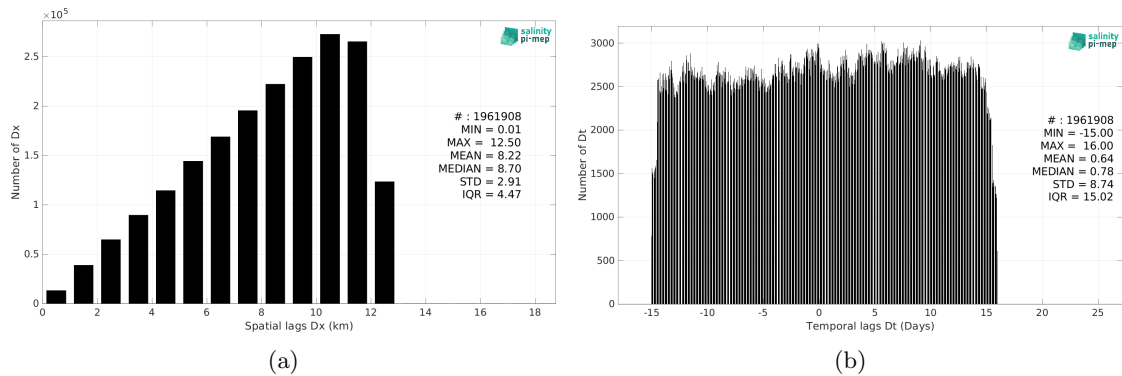 ×10⁵
2.5
2
1.5
1
0.5
0
Number of Dx
0 2 4 6 8 10 12 14 16 18
Spatial lags Dx (km)
salinity
pi-mep
# : 1961908
MIN = 0.01
MAX = 12.50
MEAN = 8.22
MEDIAN = 8.70
STD = 2.91
IQR = 4.47
(a)
3000
2500
2000
1500
1000
500
0
Number of Dt
-15 -10 -5 0 5 10 15 20 25
Temporal lags Dt (Days)
salinity
pi-mep
# : 1961908
MIN = -15.00
MAX = 16.00
MEAN = 0.64
MEDIAN = 0.78
STD = 8.74
IQR = 15.02
(b)